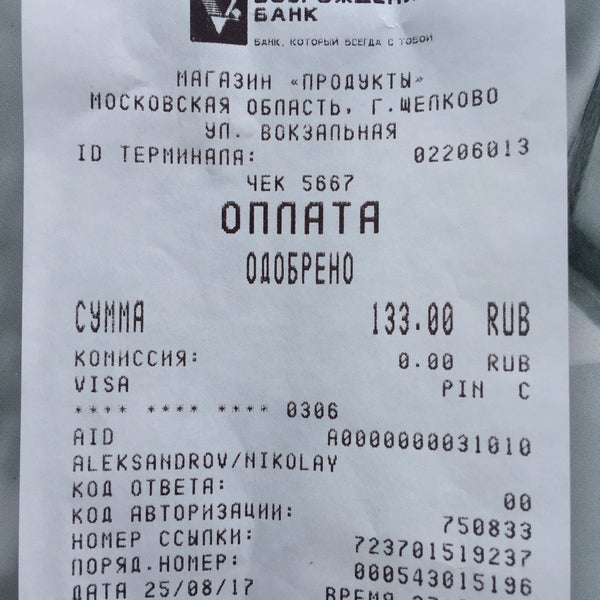 БАНК
БАНК, КОТОРЫЙ ВСЕГДА С ТОБОЙ
МАГАЗИН «ПРОДУКТЫ»
МОСКОВСКАЯ ОБЛАСТЬ, Г.ЩЕЛКОВО
УЛ. ВОКЗАЛЬНАЯ
ID ТЕРМИНАЛА: 02206013
ЧЕК 5667
ОПЛАТА
ОДОБРЕНО
СУММА 133.00 RUB
КОМИССИЯ: 0.00 RUB
VISA PIN C
**** **** **** 0306
AID A0000000031010
ALEKSANDROV/NIKOLAY
КОД ОТВЕТА: 00
КОД АВТОРИЗАЦИИ: 750833
НОМЕР ССЫЛКИ: 723701519237
ПОРЯД.НОМЕР: 000543015196
ДАТА 25/08/17 ВРЕМЯ